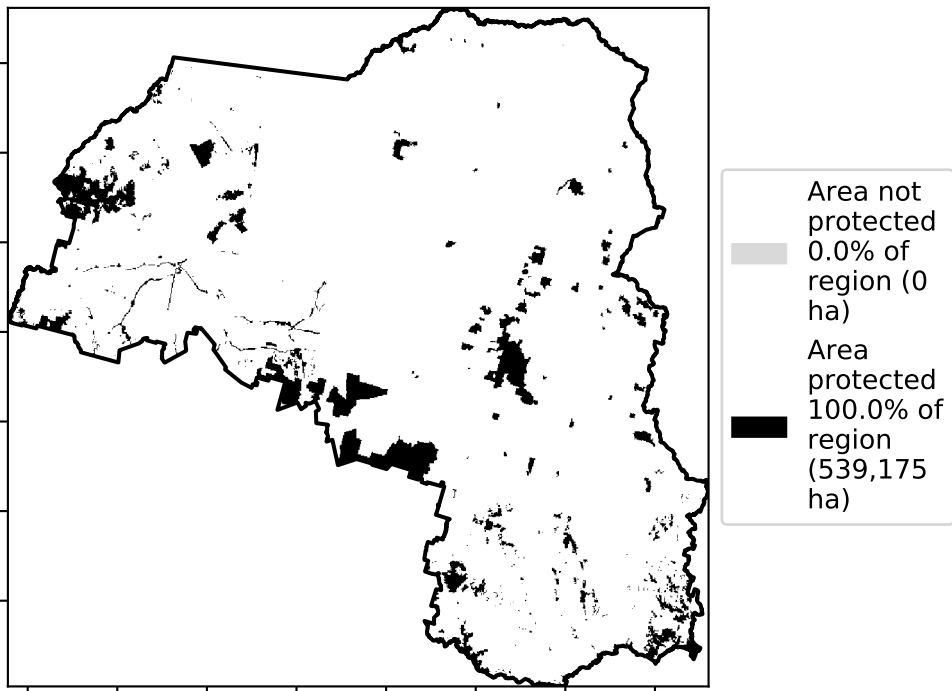 Area not
protected
0.0% of
region (0
ha)
Area
protected
100.0% of
region
(539,175
ha)